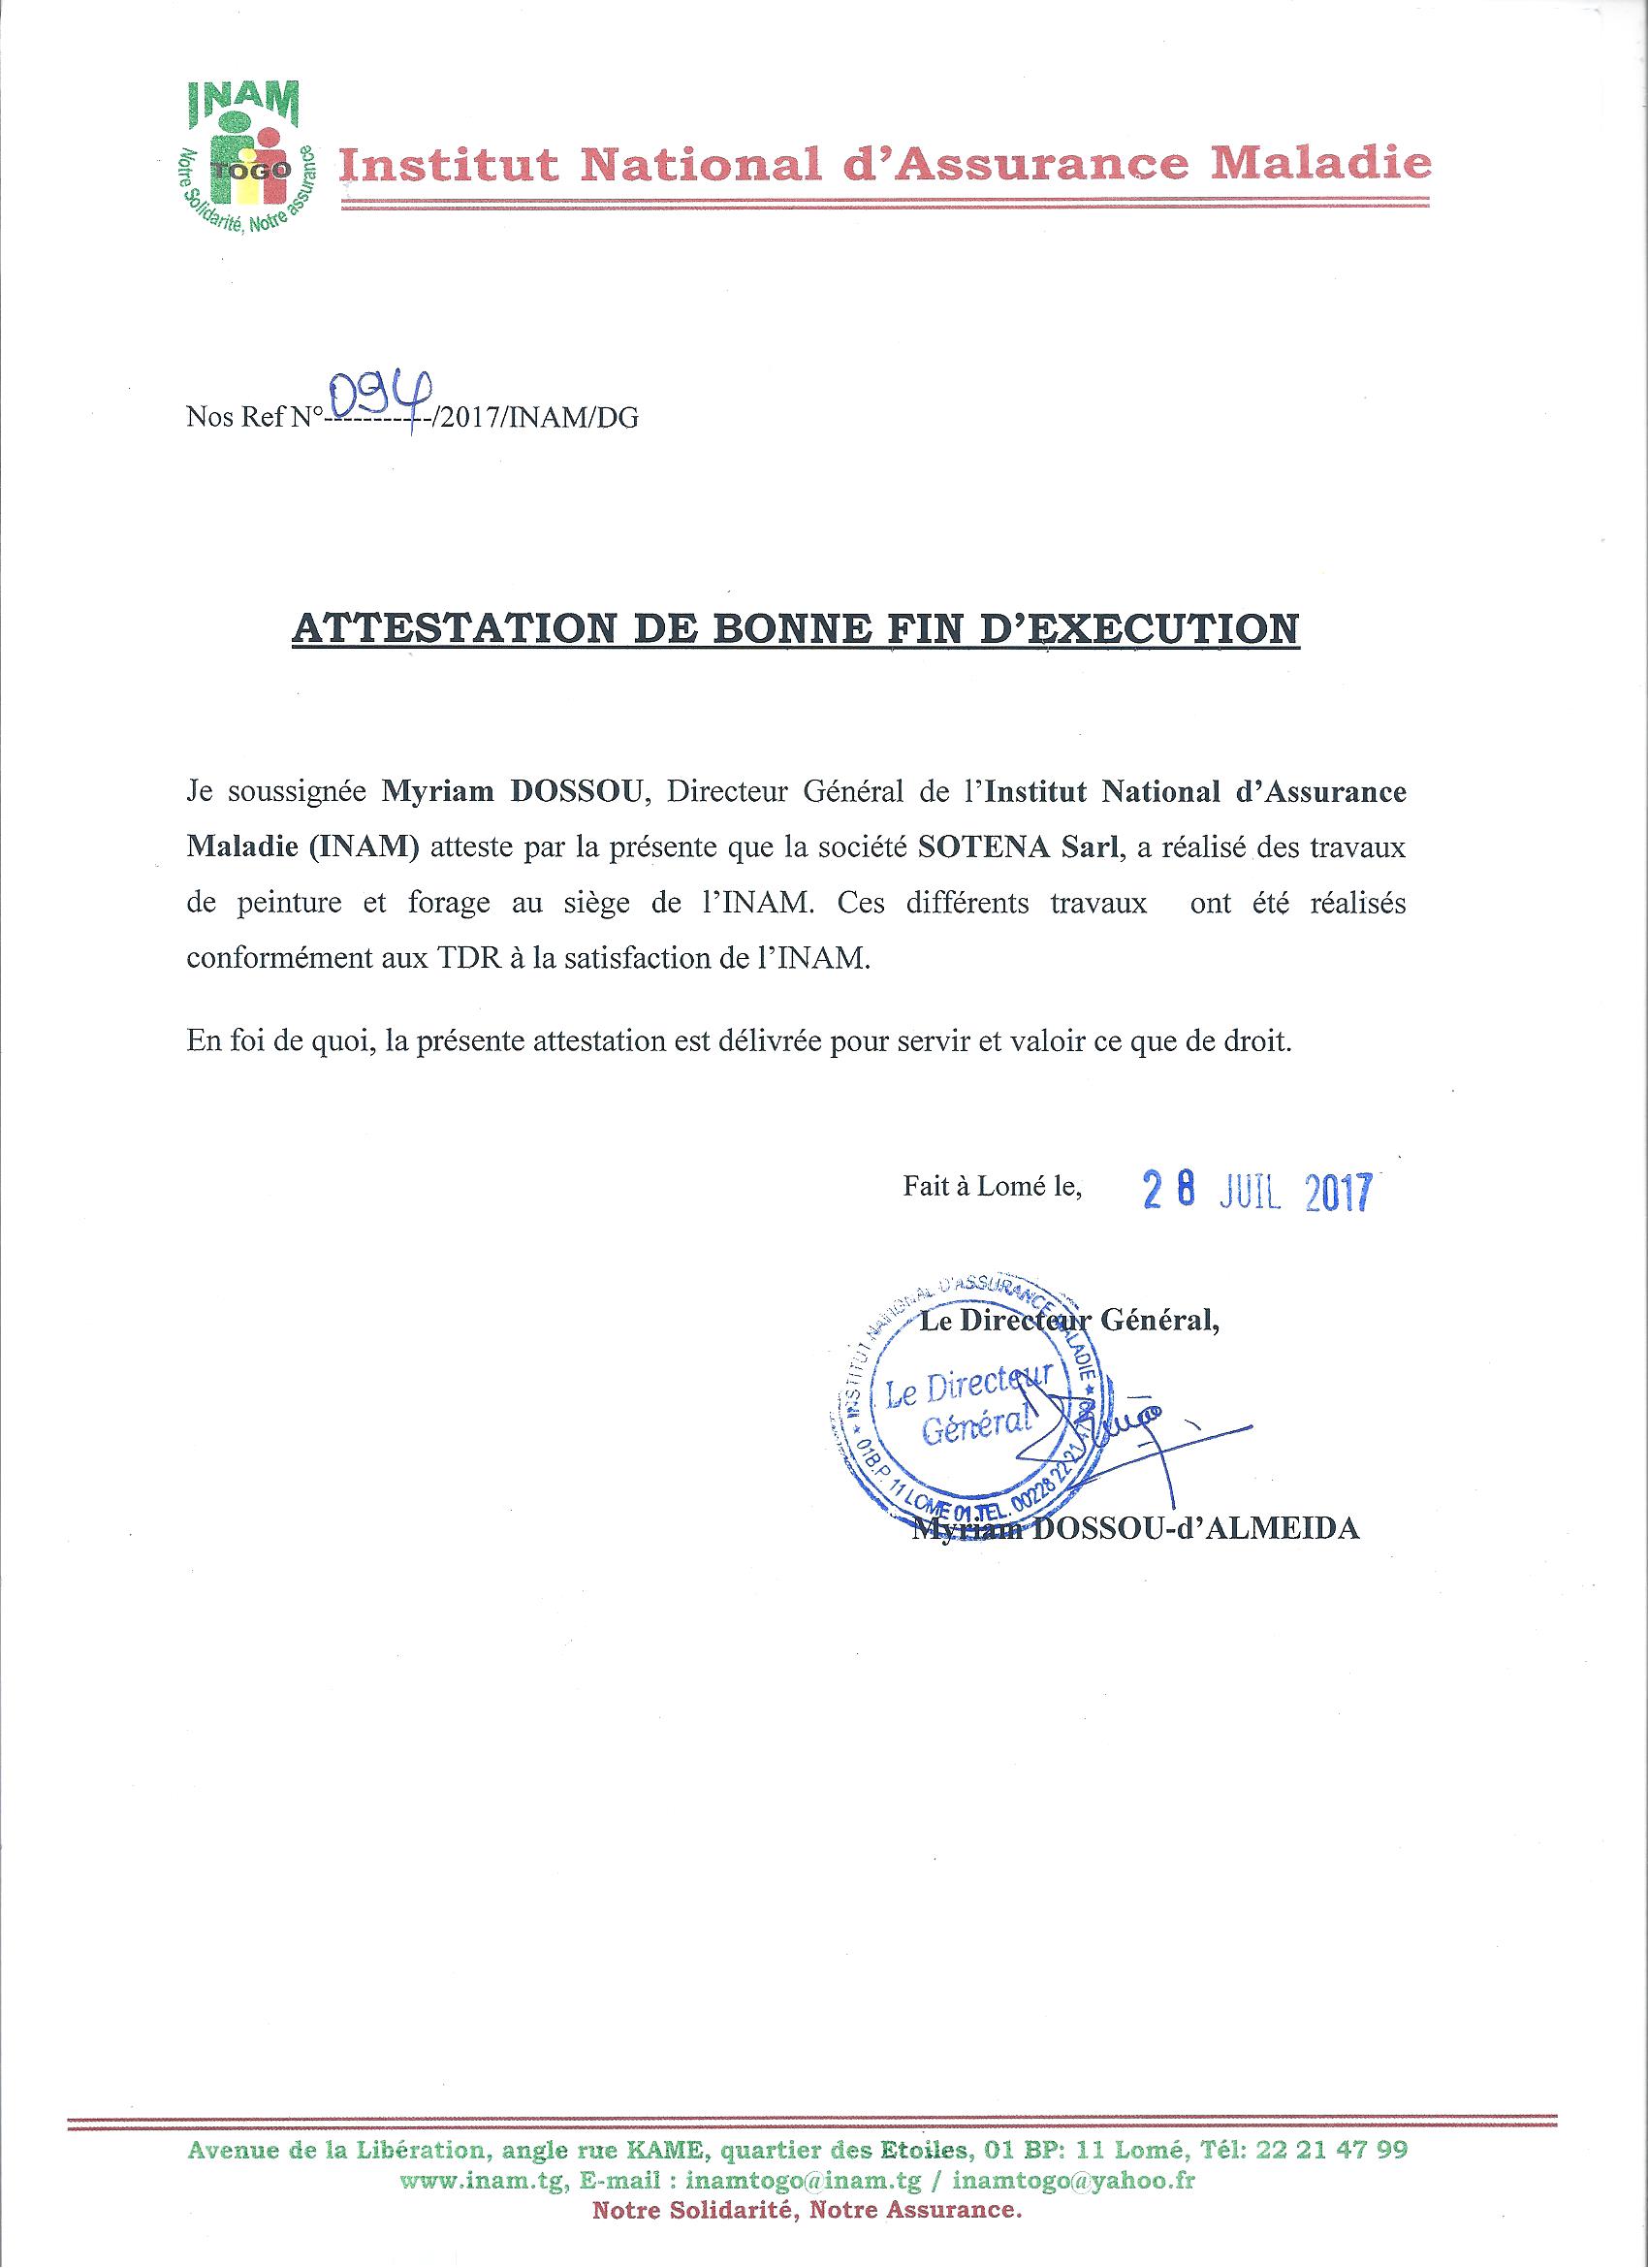 INAM
TOGO
Notre Solidarité, Notre assurance
Institut National d'Assurance Maladie
Nos Ref N°-094-/2017/INAM/DG
ATTESTATION DE BONNE FIN D'EXECUTION
Je soussignée Myriam DOSSOU, Directeur Général de l'Institut National d'Assurance
Maladie (INAM) atteste par la présente que la société SOTENA Sarl, a réalisé des travaux
de peinture et forage au siège de l'INAM. Ces différents travaux ont été réalisés
conformément aux TDR à la satisfaction de l'INAM.
En foi de quoi, la présente attestation est délivrée pour servir et valoir ce que de droit.
Fait à Lomé le, 28 JUIL 2017
Le Directeur Général,
INSTITUT NATIONAL D'ASSURANCE MALADIE
Le Directeur
Général
01 B.P. 11 LOME 01 TEL. 00228 22 21
Myriam DOSSOU-d'ALMEIDA
Avenue de la Libération, angle rue KAME, quartier des Etoiles, 01 BP: 11 Lomé, Tél: 22 21 47 99
www.inam.tg, E-mail : inamtogo@inam.tg / inamtogo@yahoo.fr
Notre Solidarité, Notre Assurance.